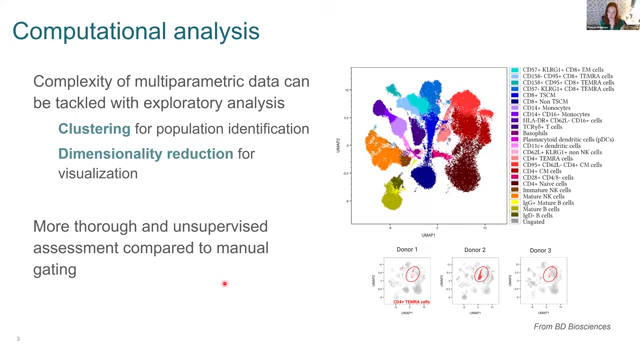 Computational analysis
Complexity of multiparametric data can
be tackled with exploratory analysis
Clustering for population identification
Dimensionality reduction for
visualization
More thorough and unsupervised
assessment compared to manual
gating
UMAP2
UMAP1
CD57+ KLRG1+ CD8+ EM cells
CD158- CD95+ CD8+ TEMRA cells
CD158+ CD95+ CD8+ TEMRA cells
CD57- KLRG1+ CD8+ TEMRA cells
CD8+ TSCM
CD8+ Non TSCM
CD14+ Monocytes
CD14+ CD16+ Monocytes
HLA-DR+ CD62L- CD16+ cells
TCRγδ+ T cells
Basophils
Plasmacytoid dendritic cells (pDCs)
CD11c+ dendritic cells
CD62L+ KLRG1+ non NK cells
CD4+ TEMRA cells
CD95+ CD62L- CD4+ CM cells
CD4+ CM cells
CD28+ CD4/8- cells
CD4+ Naive cells
Immature NK cells
Mature NK cells
IgG+ Mature B cells
Mature B cells
IgD+ B cells
Ungated
Donor 1
Donor 2
Donor 3
CD4+ TEMRA cells
UMAP1
UMAP1
UMAP1
From BD Biosciences
3